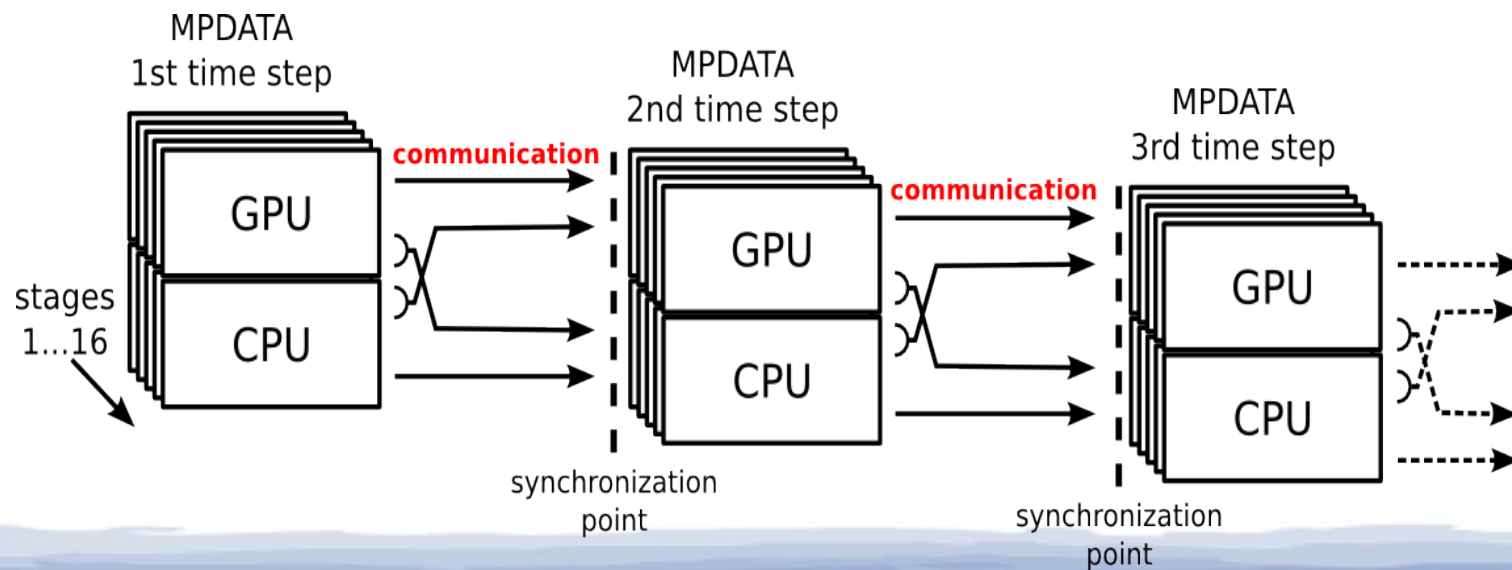 MPDATA
1st time step
communication
GPU
CPU
stages
1...16
MPDATA
2nd time step
communication
GPU
CPU
synchronization
point
MPDATA
3rd time step
GPU
CPU
synchronization
point